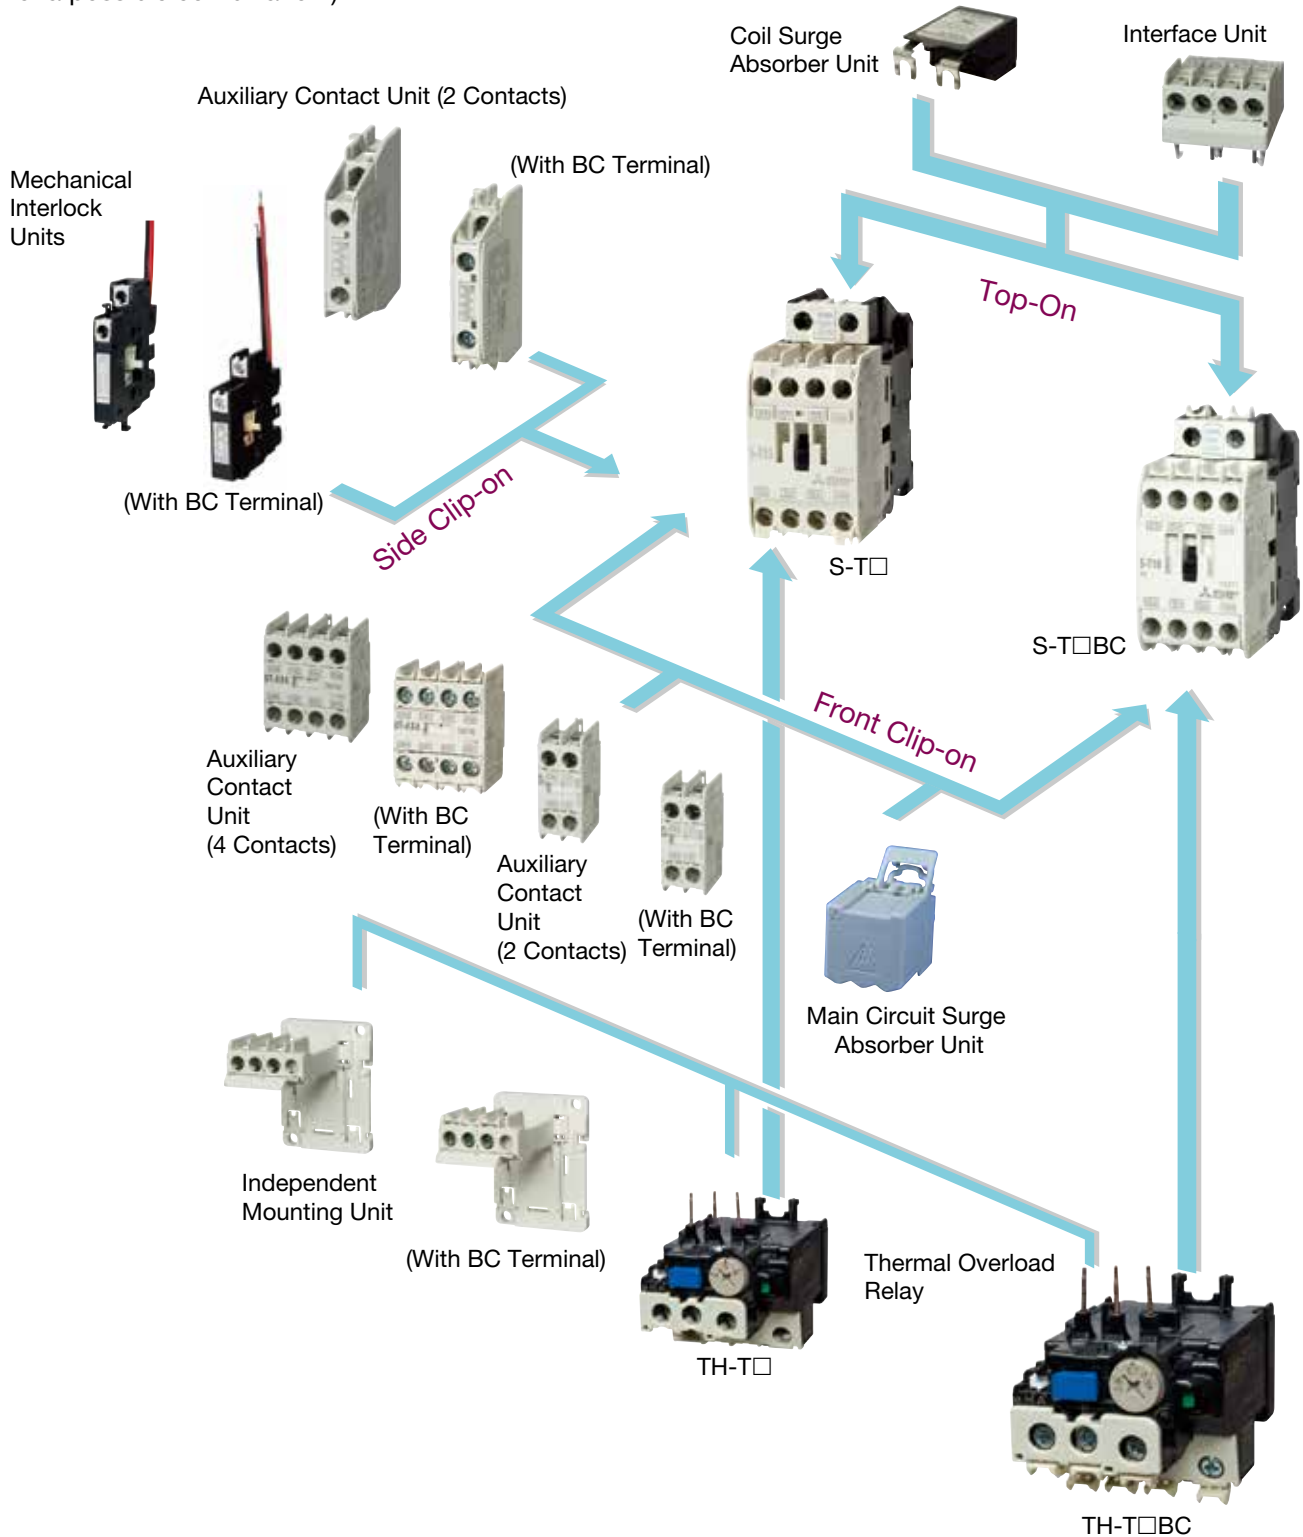 Coil Surge
Absorber Unit
Interface Unit
Auxiliary Contact Unit (2 Contacts)
(With BC Terminal)
Mechanical
Interlock
Units
Top-On
(With BC Terminal)
Side Clip-on
S-T□
S-T□BC
Front Clip-on
Auxiliary
Contact
Unit
(4 Contacts)
(With BC
Terminal)
Auxiliary
Contact
Unit
(2 Contacts)
(With BC
Terminal)
Main Circuit Surge
Absorber Unit
Independent
Mounting Unit
(With BC Terminal)
Thermal Overload
Relay
TH-T□
TH-T□BC